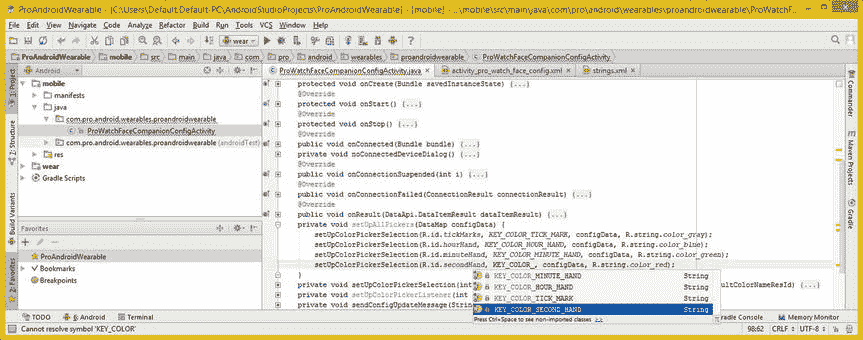 ProAndroidWearable - [C:\Users\Default.Default-PC\AndroidStudioProjects\ProAndroidWearable] - [mobile] - ...\mobile\src\main\java\com\pro\android\wearables\proandroidwearable\ProWatchF...
File Edit View Navigate Code Analyze Refactor Build Run Tools VCS Window Help
wear
ProAndroidWearable mobile src main java com pro android wearables proandroidwearable ProWatchFaceCompanionConfigActivity
Android
ProWatchFaceCompanionConfigActivity.java activity_pro_watch_face_config.xml strings.xml
1: Project
7: Structure
Build Variants
2: Favorites
mobile
manifests
java
com.pro.android.wearables.proandroidwearable
ProWatchFaceCompanionConfigActivity
com.pro.android.wearables.proandroidwearable (androidTest)
res
wear
Gradle Scripts
Favorites
ProAndroidWearable
Bookmarks
Breakpoints
protected void onCreate(Bundle savedInstanceState) {...}
@Override
protected void onStart() {...}
@Override
protected void onStop() {...}
@Override
public void onConnected(Bundle bundle) {...}
private void noConnectedDeviceDialog() {...}
@Override
public void onConnectionSuspended(int i) {...}
@Override
public void onConnectionFailed(ConnectionResult connectionResult) {...}
@Override
public void onResult(DataApi.DataItemResult dataItemResult) {...}
private void setUpAllPickers(DataMap configData) {
setUpColorPickerSelection(R.id.tickMarks, KEY_COLOR_TICK_MARK, configData, R.string.color_gray);
setUpColorPickerSelection(R.id.hourHand, KEY_COLOR_HOUR_HAND, configData, R.string.color_blue);
setUpColorPickerSelection(R.id.minuteHand, KEY_COLOR_MINUTE_HAND, configData, R.string.color_green);
setUpColorPickerSelection(R.id.secondHand, KEY_COLOR_, configData, R.string.color_red);
}
private void setUpColorPickerSelection(int
ultColorNameResId) {...}
private void setUpColorPickerListener(int
private void sendConfigUpdateMessage(String
KEY_COLOR_MINUTE_HAND String
KEY_COLOR_HOUR_HAND String
KEY_COLOR_TICK_MARK String
KEY_COLOR_SECOND_HAND String
Press Ctrl+Space to see non-imported classes >>
Commander
Maven Projects
Gradle
TODO 6: Android Terminal
Gradle Console Memory Monitor
Cannot resolve symbol 'KEY_COLOR'
98:62 CRLF UTF-8